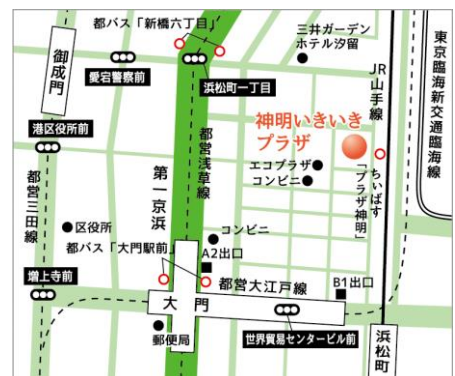 都バス「新橋六丁目」
三井ガーデン
ホテル汐留
御成門
愛宕警察前
浜松町一丁目
JR山手線
東京臨海新交通臨海線
神明いきいき
プラザ
港区役所前
都営浅草線
エコプラザ
コンビニ
ちぃばす
「プラザ神明」
都営三田線
第一京浜
区役所
コンビニ
都バス「大門駅前」
A2出口
増上寺前
都営大江戸線
B1出口
大門
郵便局
世界貿易センタービル前
浜松町